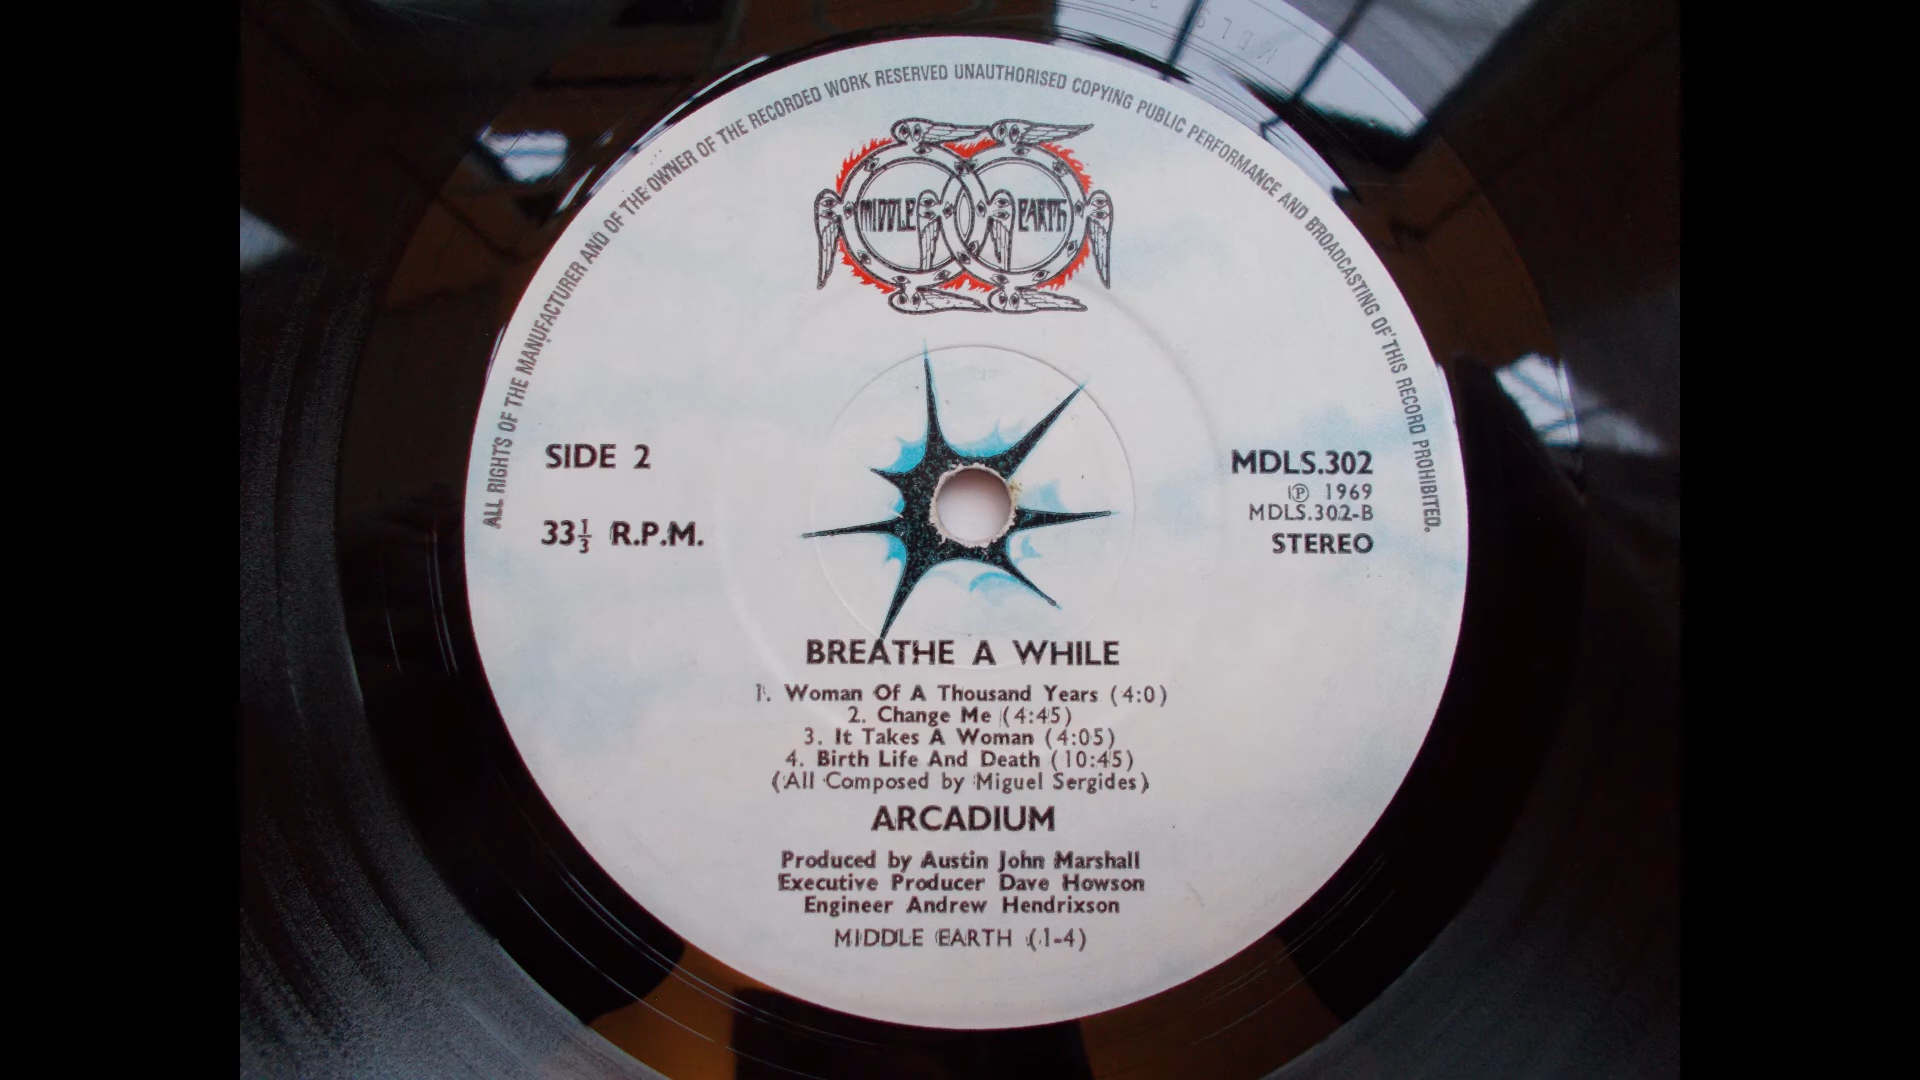 MEL S
ALL RIGHTS OF THE MANUFACTURER AND OF THE OWNER OF THE RECORDED WORK RESERVED UNAUTHORISED COPYING PUBLIC PERFORMANCE AND BROADCASTING OF THIS RECORD PROHIBITED.
MIDDLE EARTH
SIDE 2
33⅓ R.P.M.
MDLS.302
℗ 1969
MDLS.302-B
STEREO
BREATHE A WHILE
1. Woman Of A Thousand Years (4:0)
2. Change Me (4:45)
3. It Takes A Woman (4:05)
4. Birth Life And Death (10:45)
(All Composed by Miguel Sergides)
ARCADIUM
Produced by Austin John Marshall
Executive Producer Dave Howson
Engineer Andrew Hendrixson
MIDDLE EARTH (1-4)